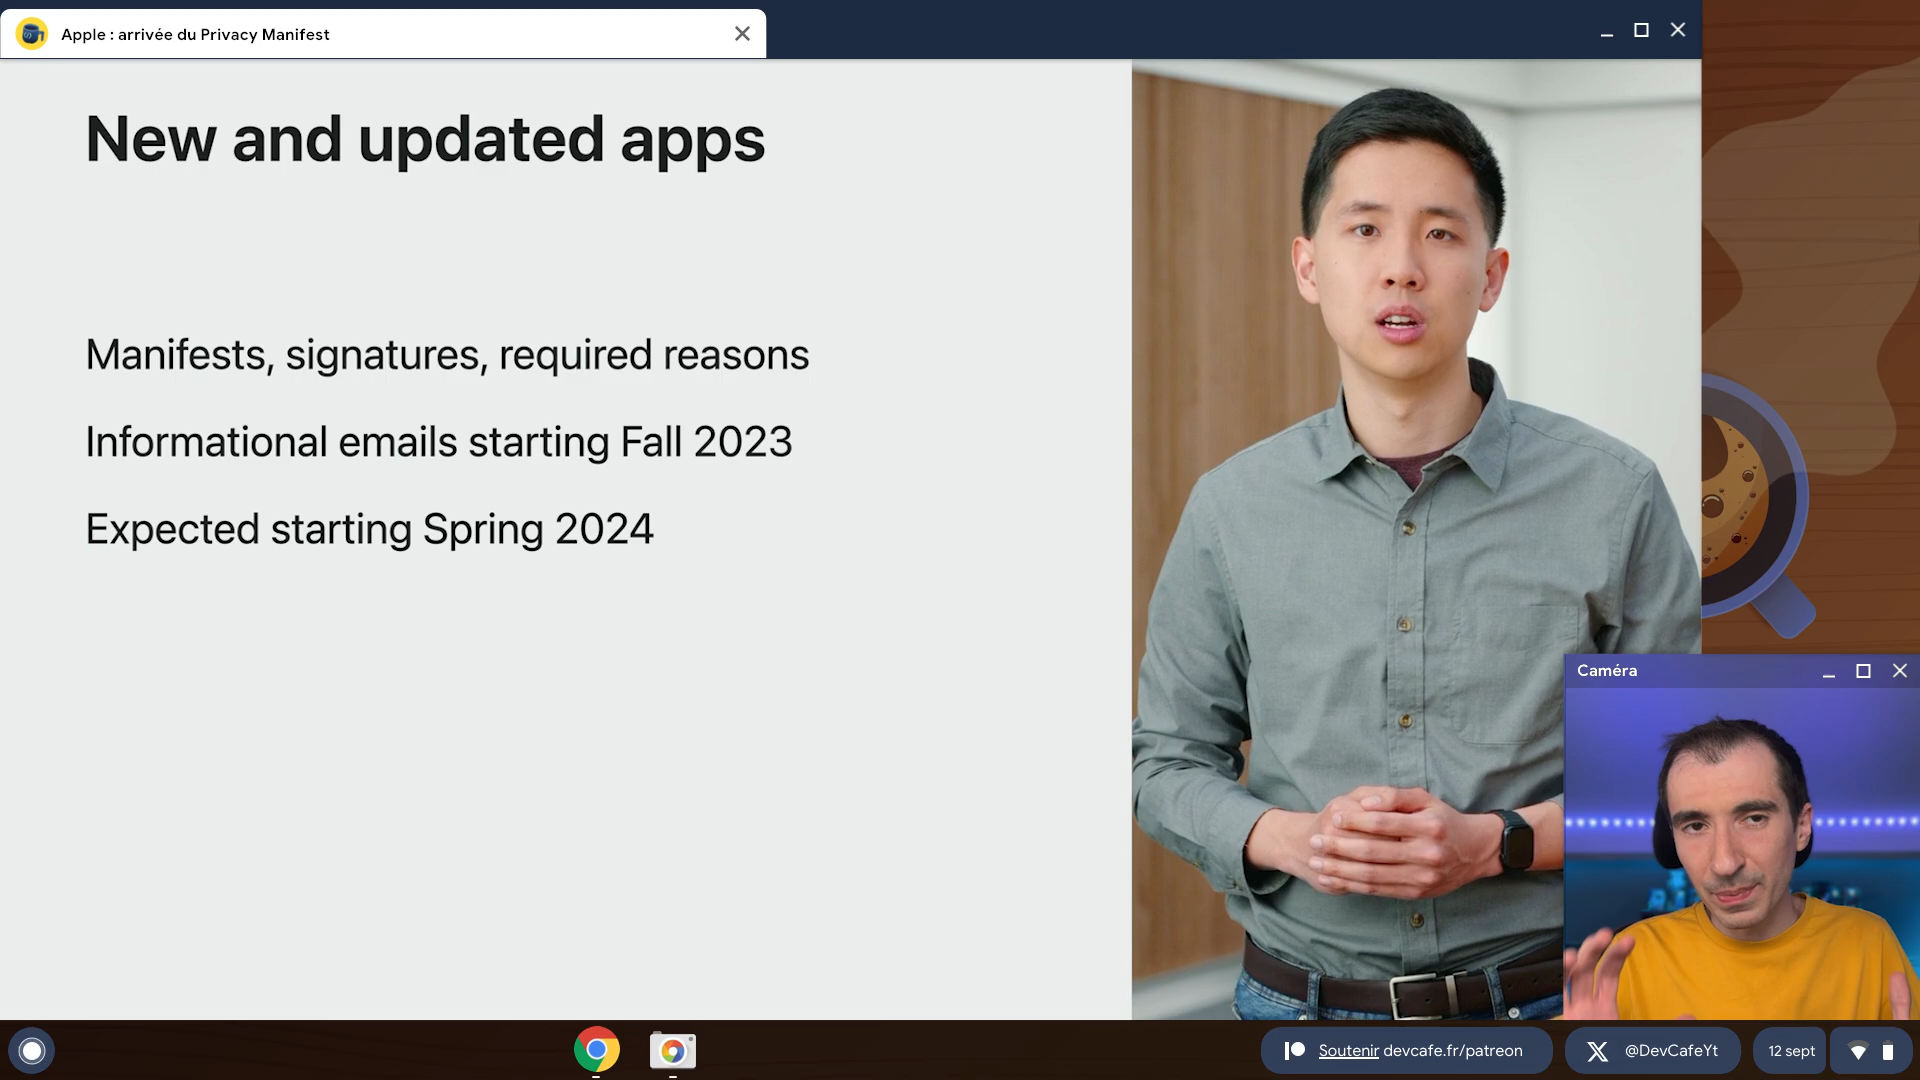 Apple : arrivée du Privacy Manifest
New and updated apps
Manifests, signatures, required reasons
Informational emails starting Fall 2023
Expected starting Spring 2024
Caméra
Soutenir devcafe.fr/patreon
@DevCafeYt
12 sept